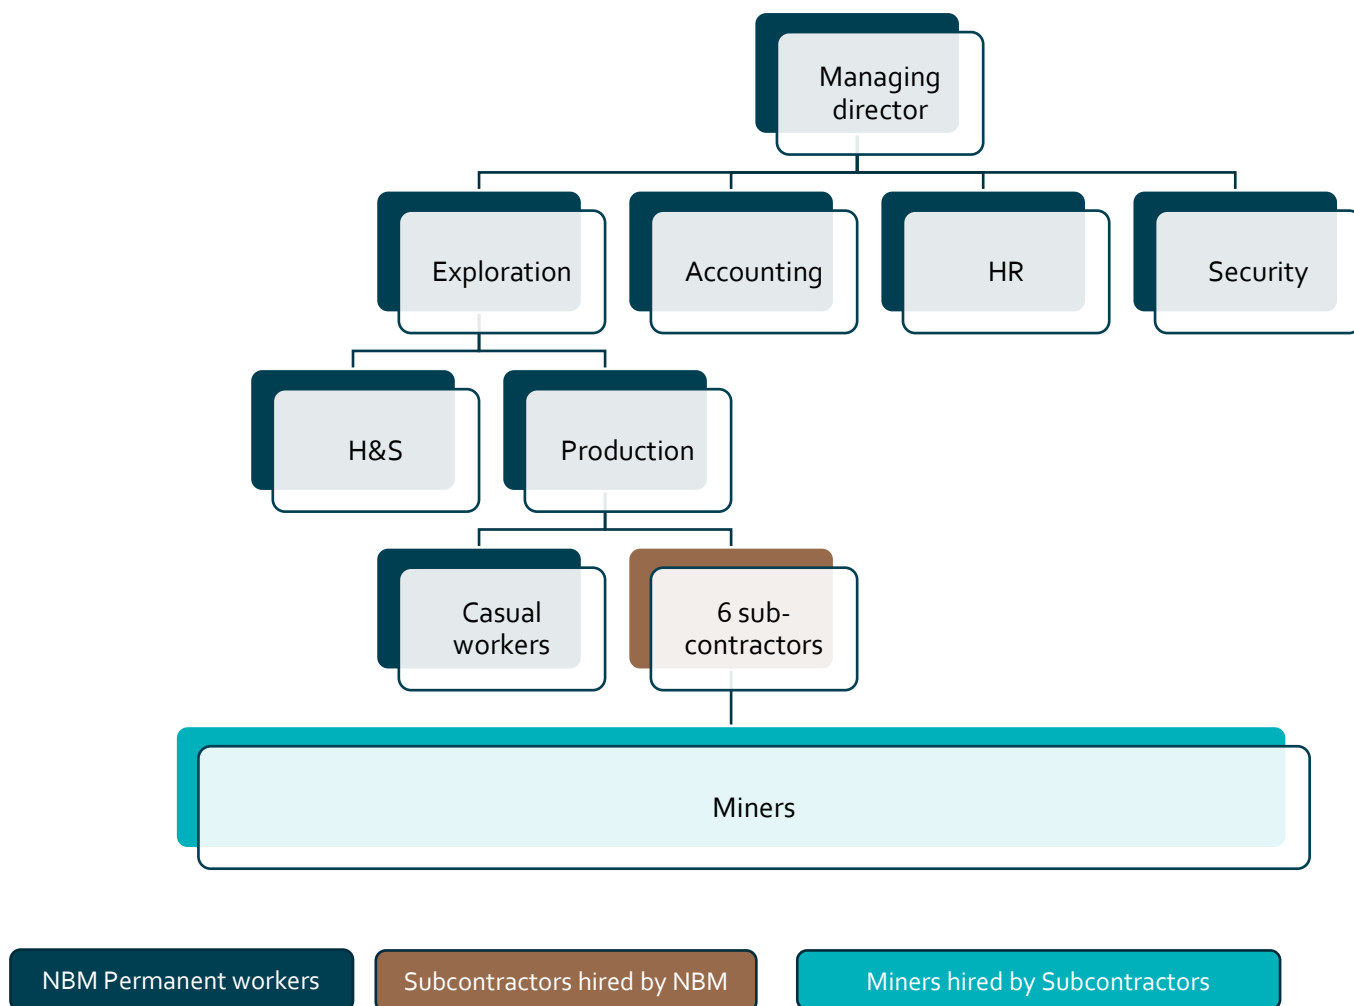 Managing
director
Exploration
Accounting
HR
Security
H&S
Production
Casual
workers
6 sub-
contractors
Miners
NBM Permanent workers
Subcontractors hired by NBM
Miners hired by Subcontractors